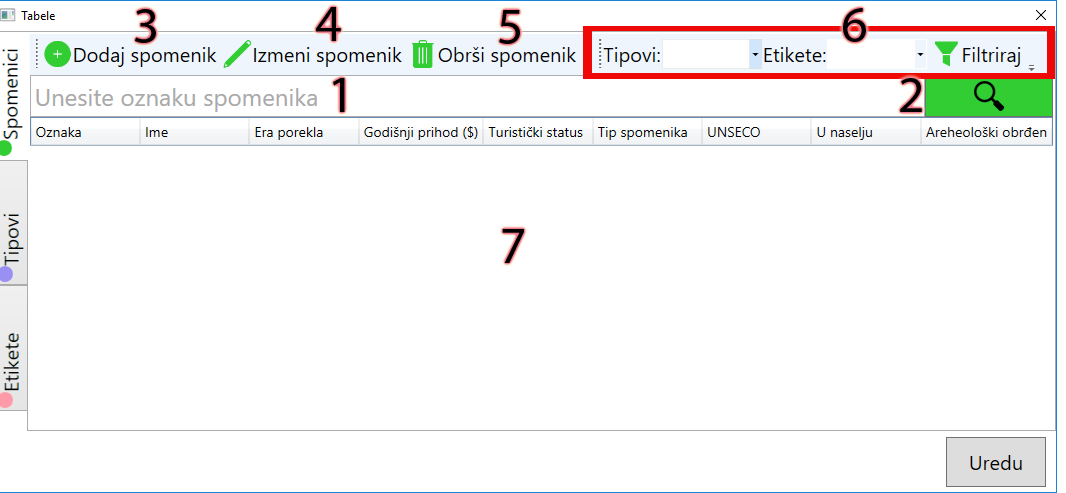 Tabele
3 4 5 6
Dodaj spomenik Izmeni spomenik Obrši spomenik Tipovi: Etikete: Filtriraj
Unesite oznaku spomenika 1 2
Oznaka Ime Era porekla Godišnji prihod ($) Turistički status Tip spomenika UNSECO U naselju Areheološki obrđen
Spomenici
Tipovi
Etikete
7
Uredu